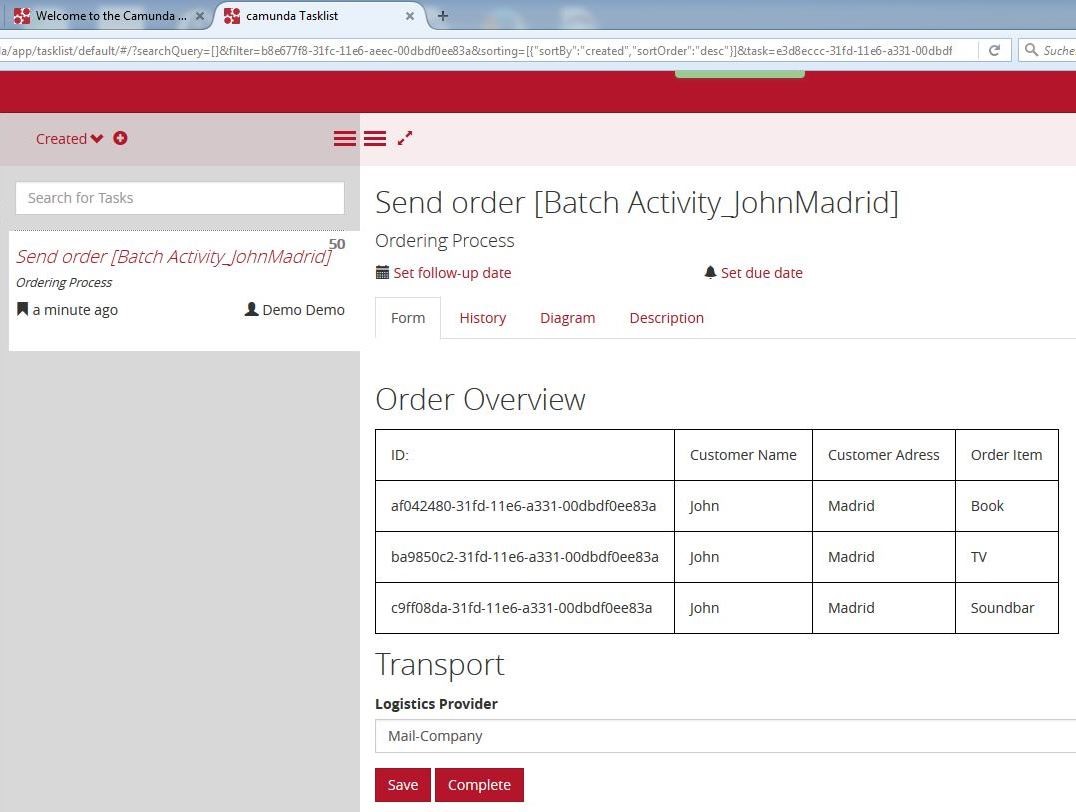 Welcome to the Camunda ... ×
camunda Tasklist × +
la/app/tasklist/default/#/?searchQuery=[]&filter=b8e677f8-31fc-11e6-aeec-00dbdf0ee83a&sorting=[{"sortBy":"created","sortOrder":"desc"}]&task=e3d8eccc-31fd-11e6-a331-00dbdf
Suche
Created
Search for Tasks
50
Send order [Batch Activity_JohnMadrid]
Ordering Process
a minute ago Demo Demo
Send order [Batch Activity_JohnMadrid]
Ordering Process
Set follow-up date Set due date
Form History Diagram Description
Order Overview
ID: Customer Name Customer Adress Order Item
af042480-31fd-11e6-a331-00dbdf0ee83a John Madrid Book
ba9850c2-31fd-11e6-a331-00dbdf0ee83a John Madrid TV
c9ff08da-31fd-11e6-a331-00dbdf0ee83a John Madrid Soundbar
Transport
Logistics Provider
Mail-Company
Save Complete